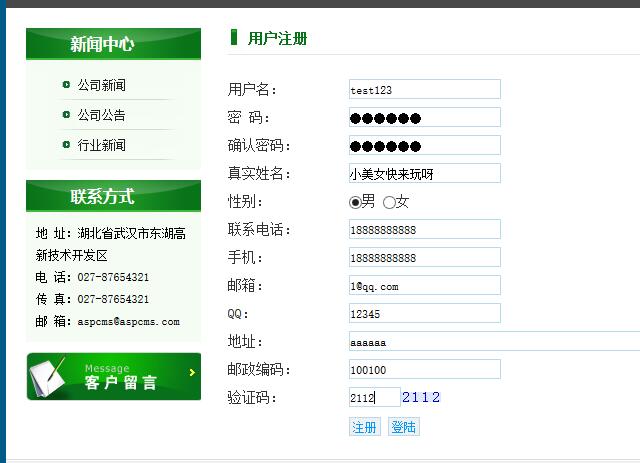 新闻中心
公司新闻
公司公告
行业新闻
联系方式
地 址：湖北省武汉市东湖高
新技术开发区
电 话：027-87654321
传 真：027-87654321
邮 箱：aspcms@aspcms.com
Message
客户留言
用户注册
用户名： test123
密 码： ●●●●●●
确认密码： ●●●●●●
真实姓名： 小美女快来玩呀
性别： 男 女
联系电话： 18888888888
手机： 18888888888
邮箱： 1@qq.com
QQ： 12345
地址： aaaaaa
邮政编码： 100100
验证码： 2112 2112
注册 登陆